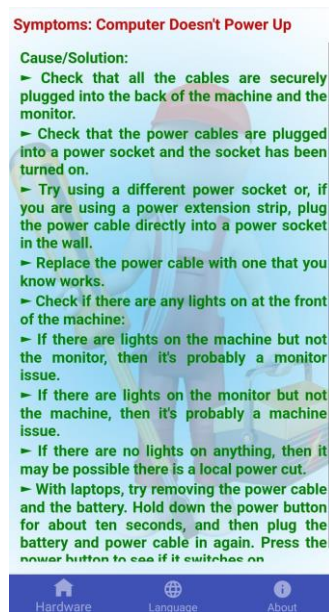 Symptoms: Computer Doesn't Power Up
Cause/Solution:
► Check that all the cables are securely
plugged into the back of the machine and the
monitor.
► Check that the power cables are plugged
into a power socket and the socket has been
turned on.
► Try using a different power socket or, if
you are using a power extension strip, plug
the power cable directly into a power socket
in the wall.
► Replace the power cable with one that you
know works.
► Check if there are any lights on at the front
of the machine:
► If there are lights on the machine but not
the monitor, then it's probably a monitor
issue.
► If there are lights on the monitor but not
the machine, then it's probably a machine
issue.
► If there are no lights on anything, then it
may be possible there is a local power cut.
► With laptops, try removing the power cable
and the battery. Hold down the power button
for about ten seconds, and then plug the
battery and power cable in again. Press the
power button to see if it switches on
Hardware
Language
About